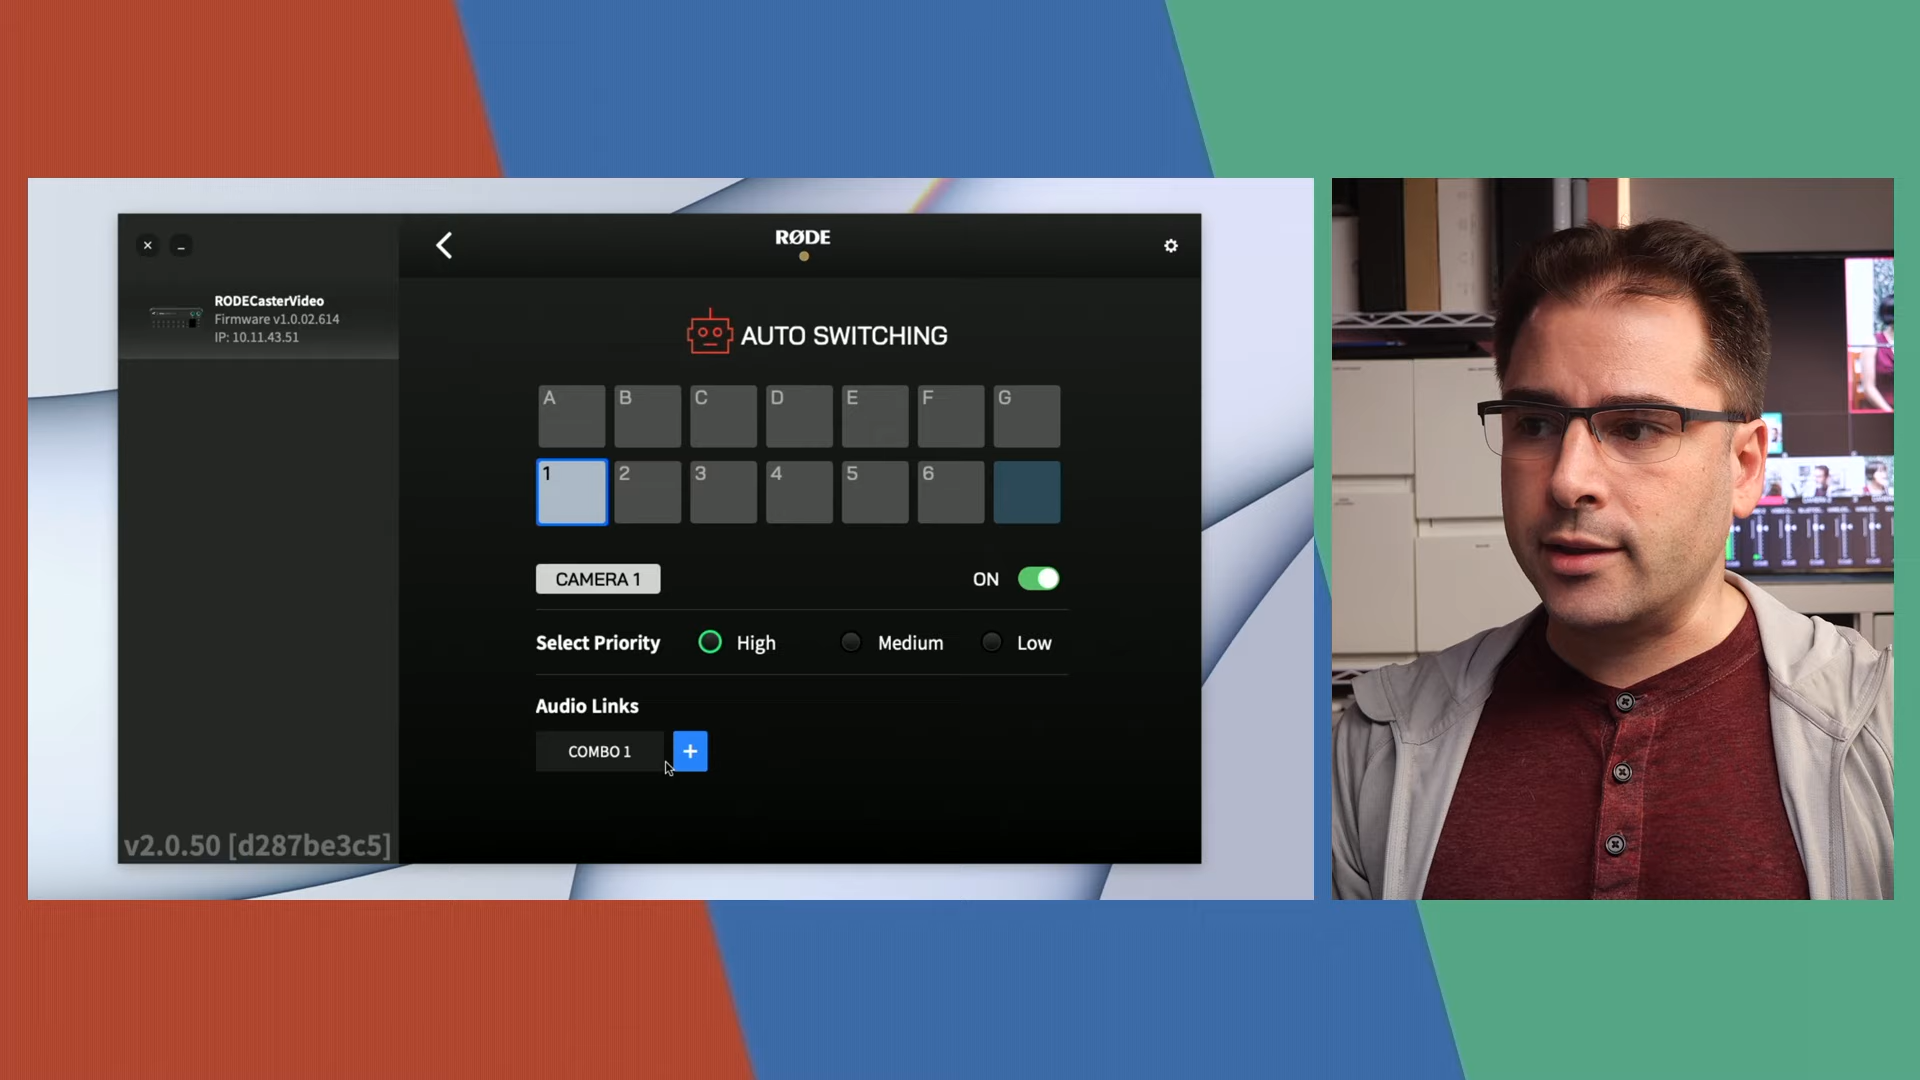 RØDE
RODECasterVideo
Firmware v1.0.02.614
IP: 10.11.43.51
AUTO SWITCHING
A B C D E F G
1 2 3 4 5 6
CAMERA 1 ON
Select Priority High Medium Low
Audio Links
COMBO 1 +
v2.0.50 [d287be3c5]